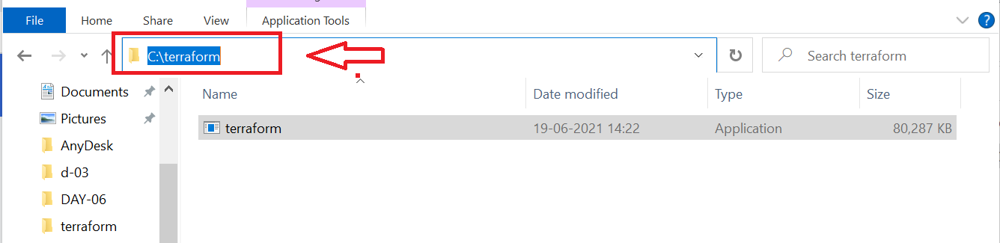 File Home Share View Application Tools
C:\terraform
Search terraform
Documents
Pictures
AnyDesk
d-03
DAY-06
terraform
Name Date modified Type Size
terraform 19-06-2021 14:22 Application 80,287 KB